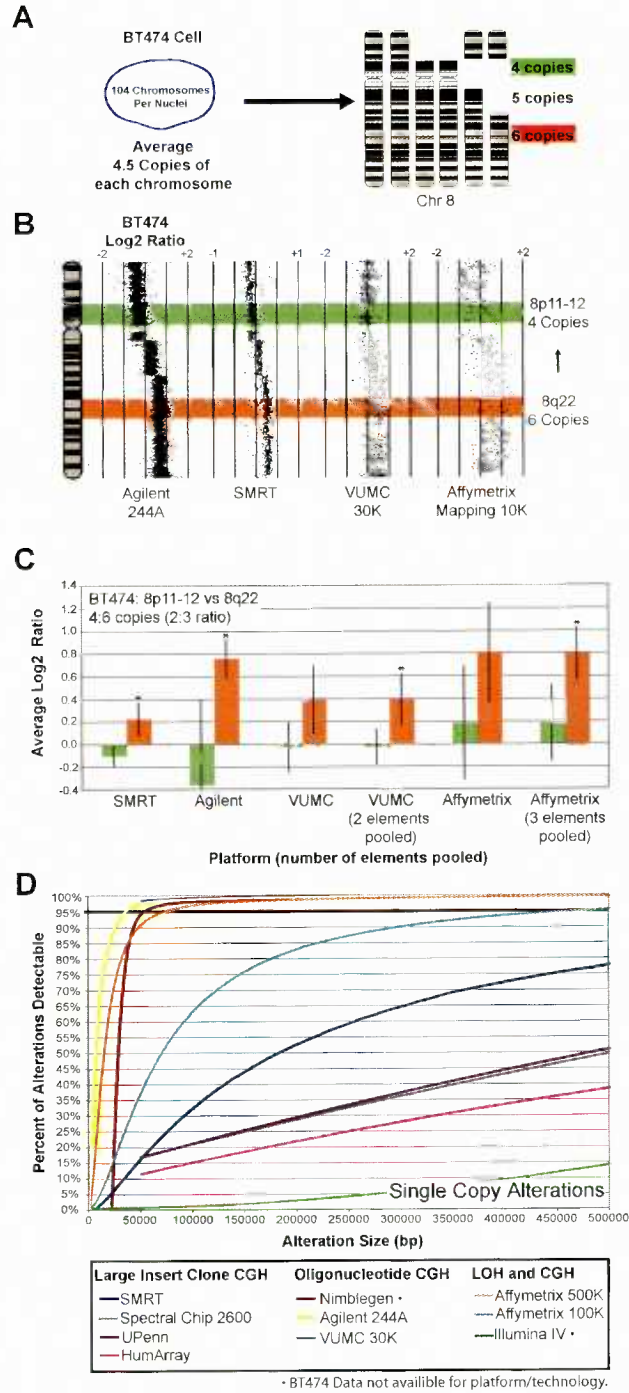 A
BT474 Cell
104 Chromosomes
Per Nuclei
Average
4.5 Copies of
each chromosome
4 copies
5 copies
6 copies
Chr 8
B
BT474
Log2 Ratio
-2 +2 -1 +1 -2 +2 -2 +2
8p11-12
4 Copies
8q22
6 Copies
Agilent
244A
SMRT
VUMC
30K
Affymetrix
Mapping 10K
C
BT474: 8p11-12 vs 8q22
4:6 copies (2:3 ratio)
Average Log2 Ratio
1.4
1.2
1.0
0.8
0.6
0.4
0.2
0.0
-0.2
-0.4
* * * *
SMRT
Agilent
VUMC
VUMC
(2 elements
pooled)
Affymetrix
Affymetrix
(3 elements
pooled)
Platform (number of elements pooled)
D
Percent of Alterations Detectable
100%
95%
90%
85%
80%
75%
70%
65%
60%
55%
50%
45%
40%
35%
30%
25%
20%
15%
10%
5%
0%
Single Copy Alterations
0 50000 100000 150000 200000 250000 300000 350000 400000 450000 500000
Alteration Size (bp)
Large Insert Clone CGH
SMRT
Spectral Chip 2600
UPenn
HumArray
Oligonucleotide CGH
Nimblegen •
Agilent 244A
VUMC 30K
LOH and CGH
Affymetrix 500K
Affymetrix 100K
Illumina IV •
• BT474 Data not availible for platform/technology.